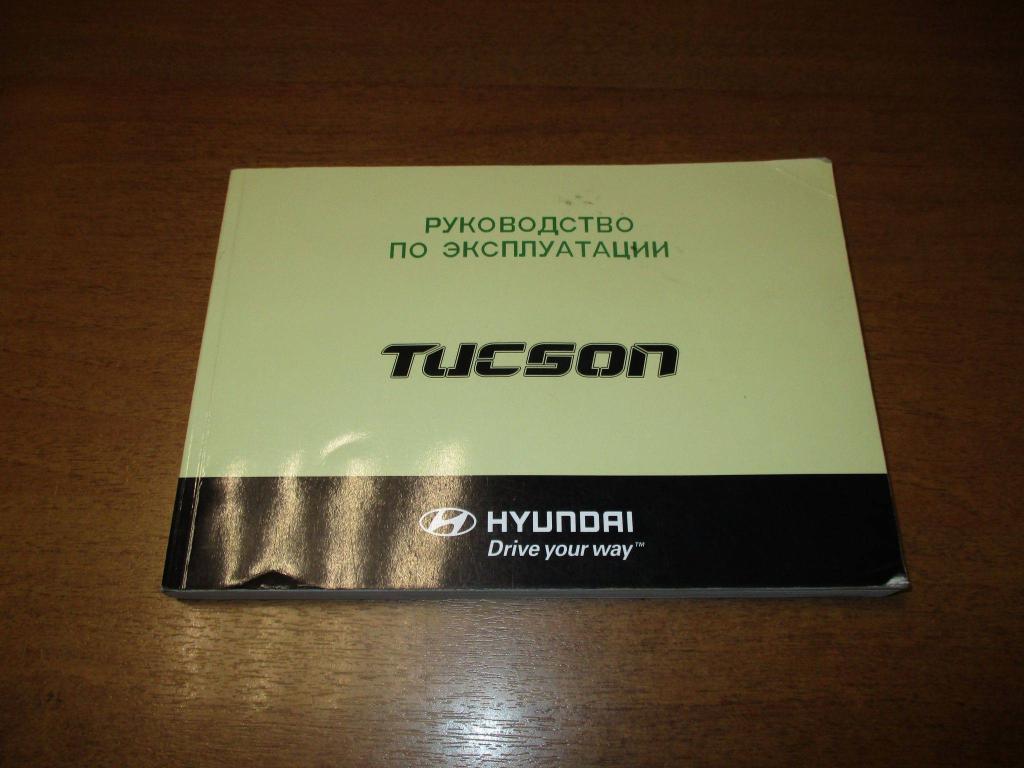 РУКОВОДСТВО
ПО ЭКСПЛУАТАЦИИ
TUCSON
HYUNDAI
Drive your way™